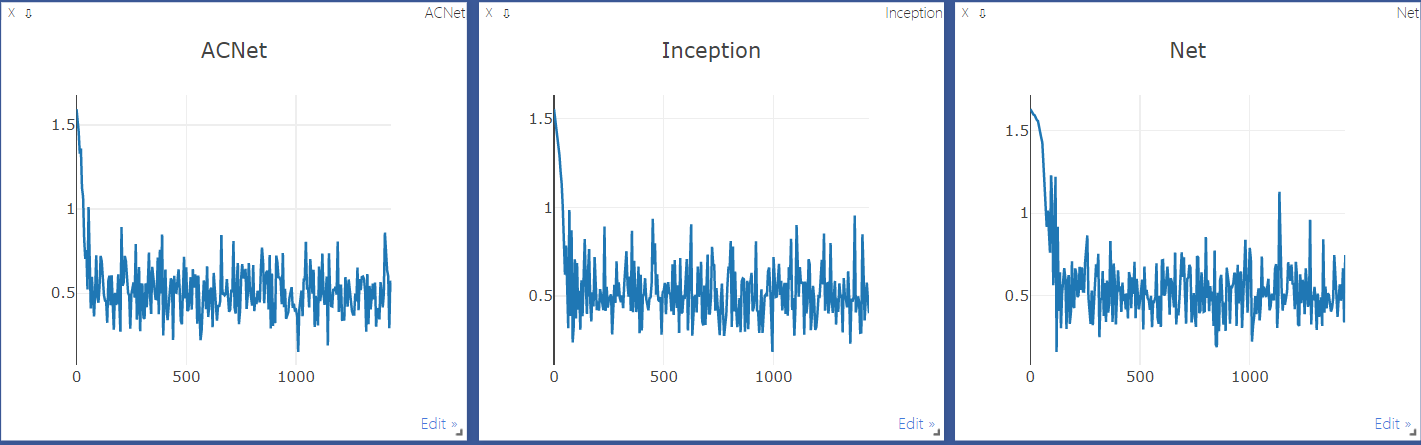 X ⇩ ACNet
ACNet
1.5
1
0.5
0 500 1000
Edit »
X ⇩ Inception
Inception
1.5
1
0.5
0 500 1000
Edit »
X ⇩ Net
Net
1.5
1
0.5
0 500 1000
Edit »